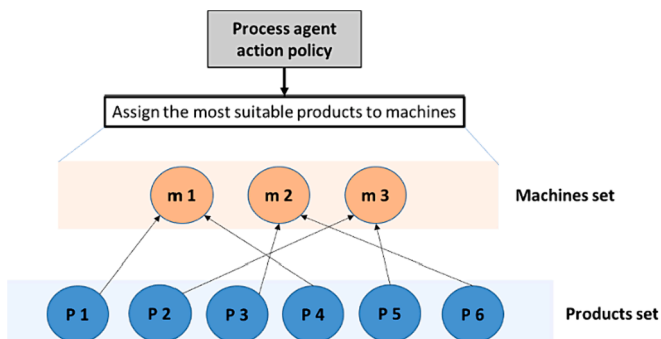 Process agent
action policy
Assign the most suitable products to machines
m 1 m 2 m 3 Machines set
P 1 P 2 P 3 P 4 P 5 P 6 Products set